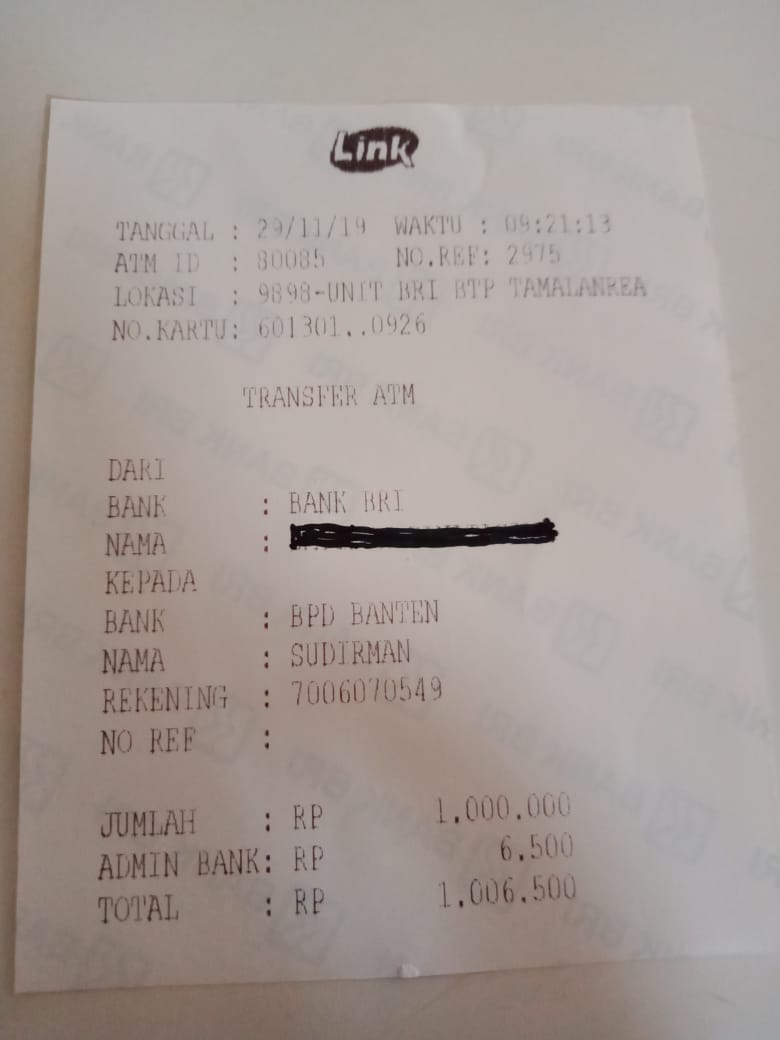 Link
TANGGAL : 29/11/19 WAKTU : 09:21:13
ATM ID : 80085 NO.REF: 2975
LOKASI : 9898-UNIT BRI BTP TAMALANREA
NO.KARTU: 601301..0926
TRANSFER ATM
DARI
BANK : BANK BRI
NAMA :
KEPADA
BANK : BPD BANTEN
NAMA : SUDIRMAN
REKENING : 7006070549
NO REF :
JUMLAH : RP 1.000.000
ADMIN BANK: RP 6.500
TOTAL : RP 1.006.500